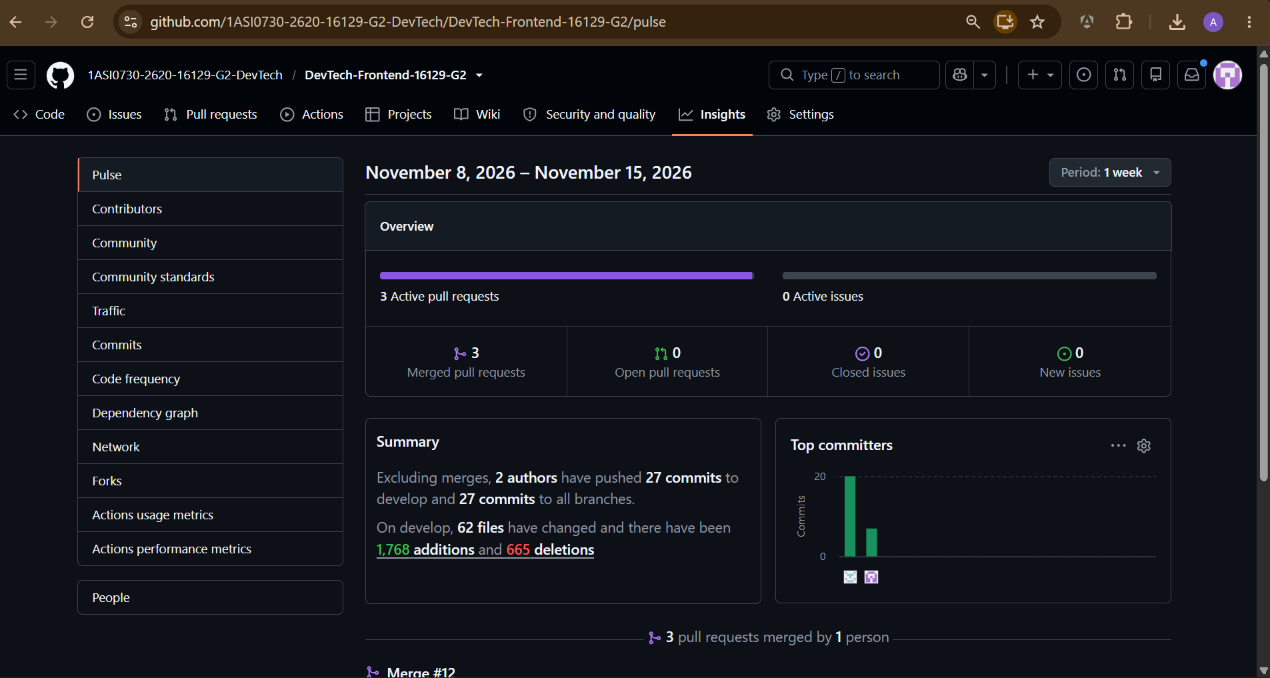 github.com/1ASI0730-2620-16129-G2-DevTech/DevTech-Frontend-16129-G2/pulse
A
1ASI0730-2620-16129-G2-DevTech / DevTech-Frontend-16129-G2
Type / to search
Code
Issues
Pull requests
Actions
Projects
Wiki
Security and quality
Insights
Settings
Pulse
Contributors
Community
Community standards
Traffic
Commits
Code frequency
Dependency graph
Network
Forks
Actions usage metrics
Actions performance metrics
People
November 8, 2026 – November 15, 2026
Period: 1 week
Overview
3 Active pull requests
0 Active issues
3
Merged pull requests
0
Open pull requests
0
Closed issues
0
New issues
Summary
Excluding merges, 2 authors have pushed 27 commits to
develop and 27 commits to all branches.
On develop, 62 files have changed and there have been
1,768 additions and 665 deletions
Top committers
20
Commits
0
3 pull requests merged by 1 person
Merge #12